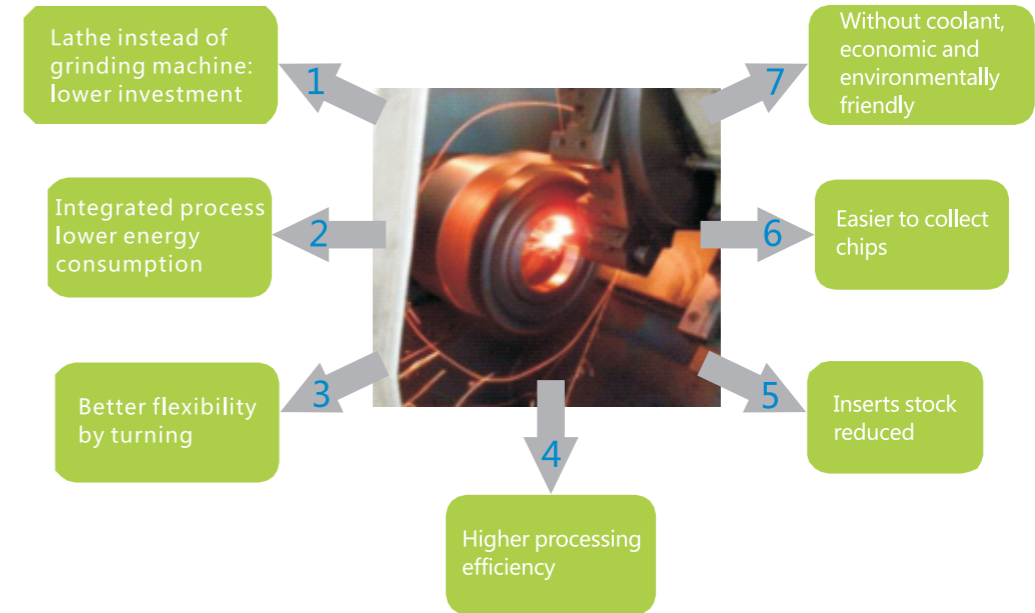 Lathe instead of
grinding machine:
lower investment
1
Integrated process
lower energy
consumption
2
Better flexibility
by turning
3
Higher processing
efficiency
4
Inserts stock
reduced
5
Easier to collect
chips
6
Without coolant,
economic and
environmentally
friendly
7